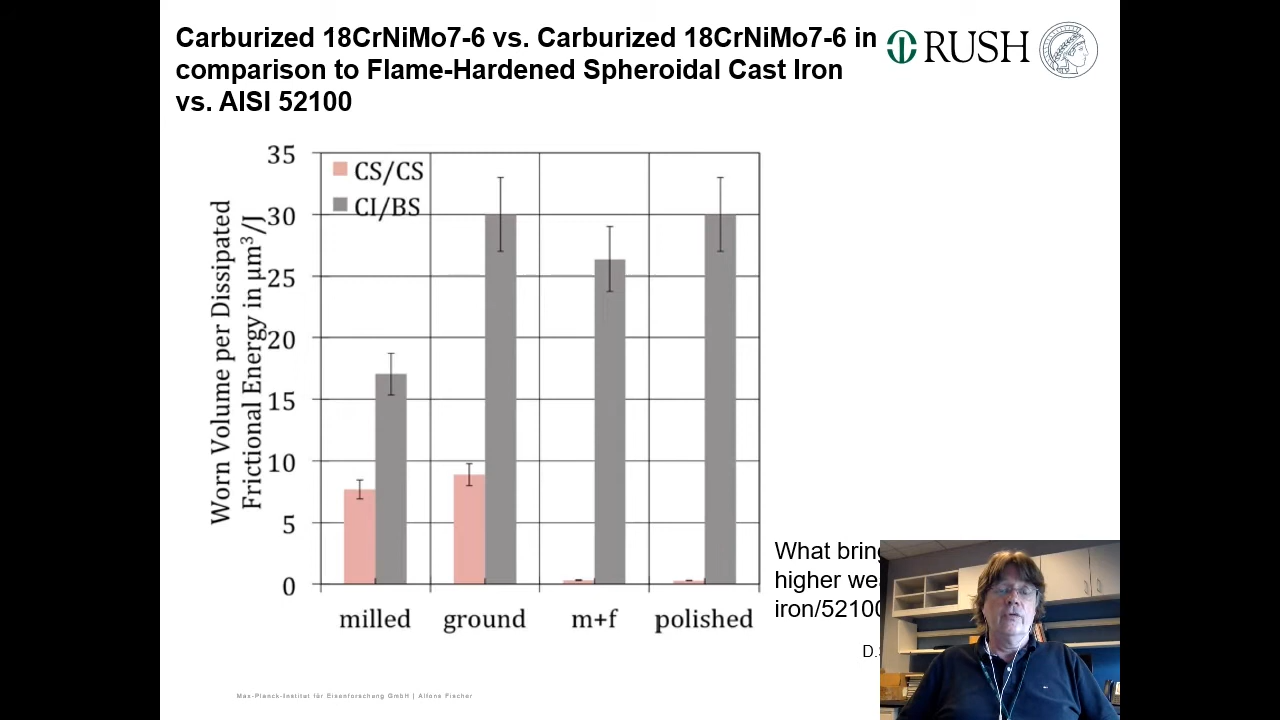 Carburized 18CrNiMo7-6 vs. Carburized 18CrNiMo7-6 in
comparison to Flame-Hardened Spheroidal Cast Iron
vs. AISI 52100
RUSH
35
30
25
20
15
10
5
0
CS/CS
CI/BS
Worn Volume per Dissipated
Frictional Energy in µm³/J
milled
ground
m+f
polished
What bring
higher we
iron/52100
D.
Max-Planck-Institut für Eisenforschung GmbH | Alfons Fischer